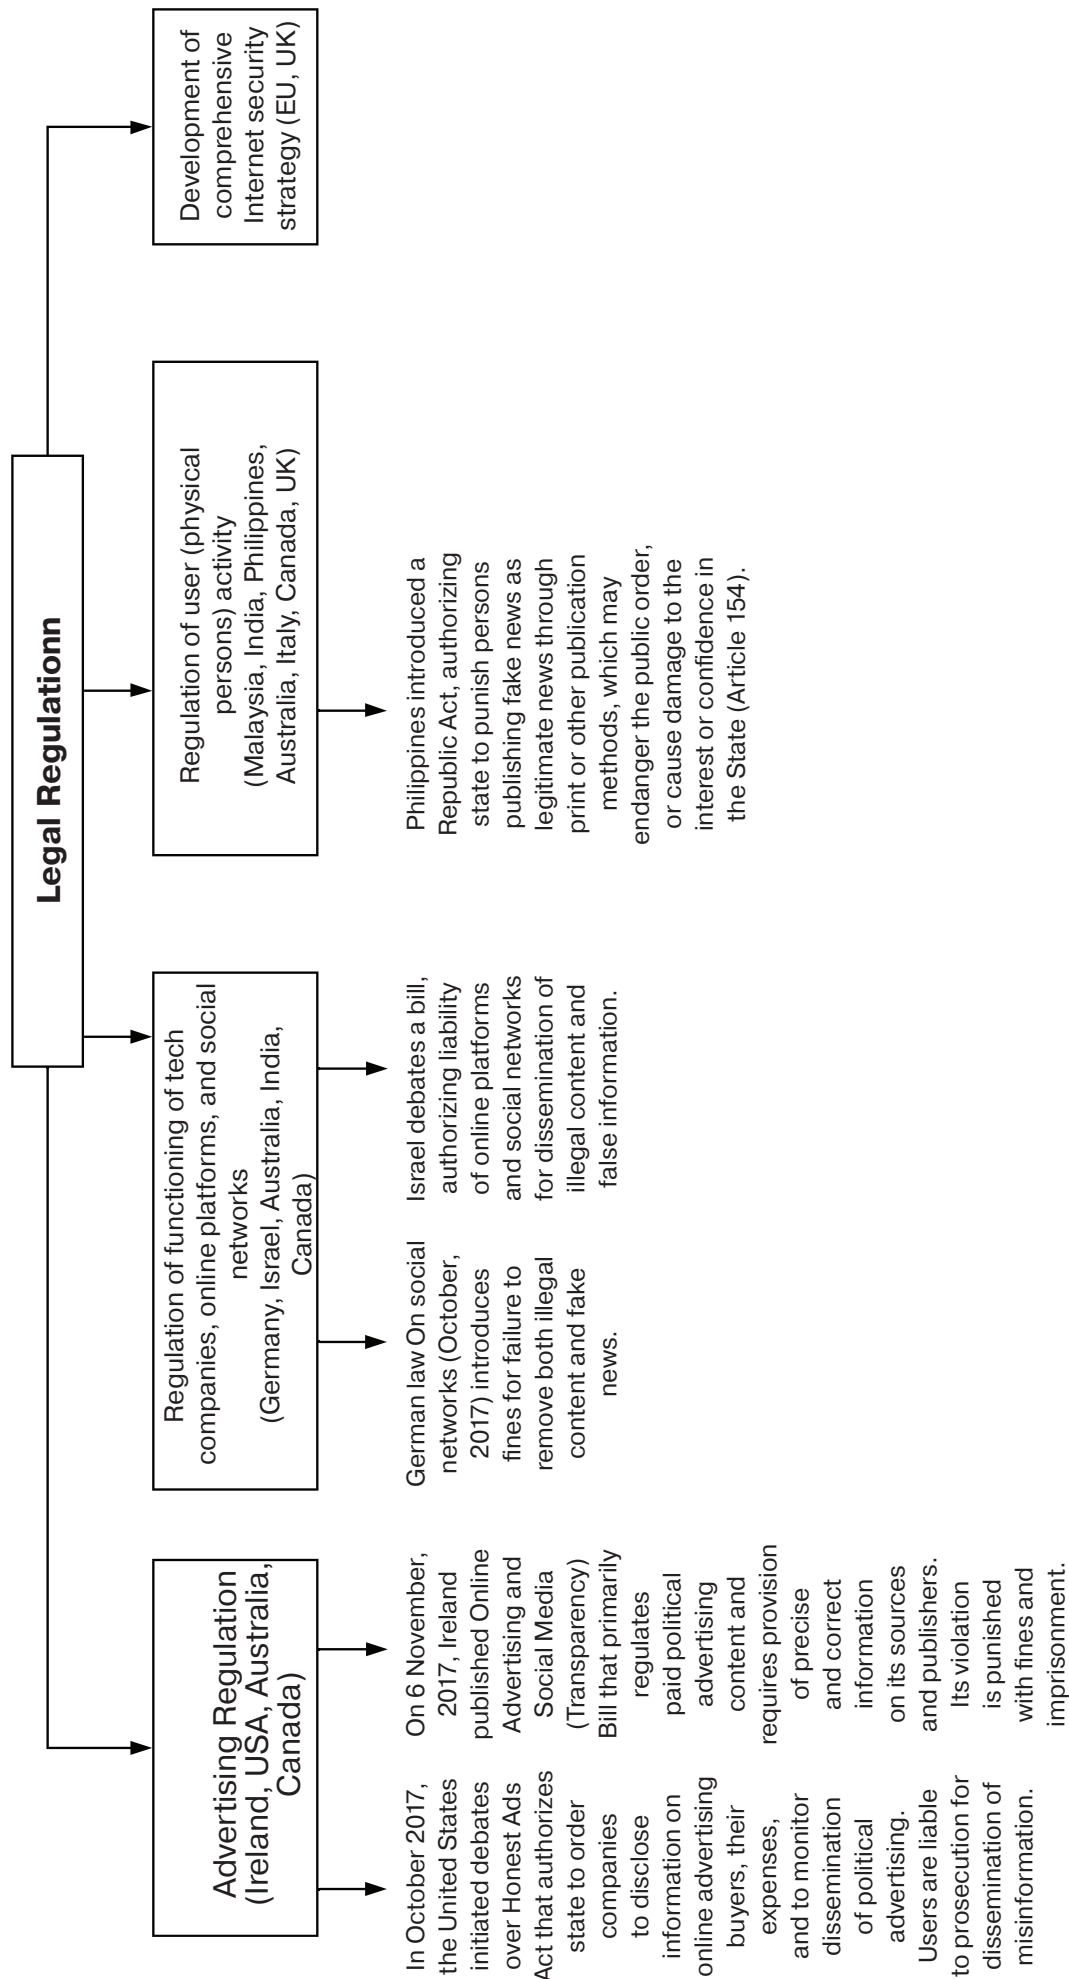 Legal Regulationn
Advertising Regulation
(Ireland, USA, Australia,
Canada)
In October 2017,
the United States
initiated debates
over Honest Ads
Act that authorizes
state to order
companies
to disclose
information on
online advertising
buyers, their
expenses,
and to monitor
dissemination
of political
advertising.
Users are liable
to prosecution for
dissemination of
misinformation.
On 6 November,
2017, Ireland
published Online
Advertising and
Social Media
(Transparency)
Bill that primarily
regulates
paid political
advertising
content and
requires provision
of precise
and correct
information
on its sources
and publishers.
Its violation
is punished
with fines and
imprisonment.
Regulation of functioning of tech
companies, online platforms, and social
networks
(Germany, Israel, Australia, India,
Canada)
German law On social
networks (October,
2017) introduces
fines for failure to
remove both illegal
content and fake
news.
Israel debates a bill,
authorizing liability
of online platforms
and social networks
for dissemination of
illegal content and
false information.
Regulation of user (physical
persons) activity
(Malaysia, India, Philippines,
Australia, Italy, Canada, UK)
Philippines introduced a
Republic Act, authorizing
state to punish persons
publishing fake news as
legitimate news through
print or other publication
methods, which may
endanger the public order,
or cause damage to the
interest or confidence in
the State (Article 154).
Development of
comprehensive
Internet security
strategy (EU, UK)